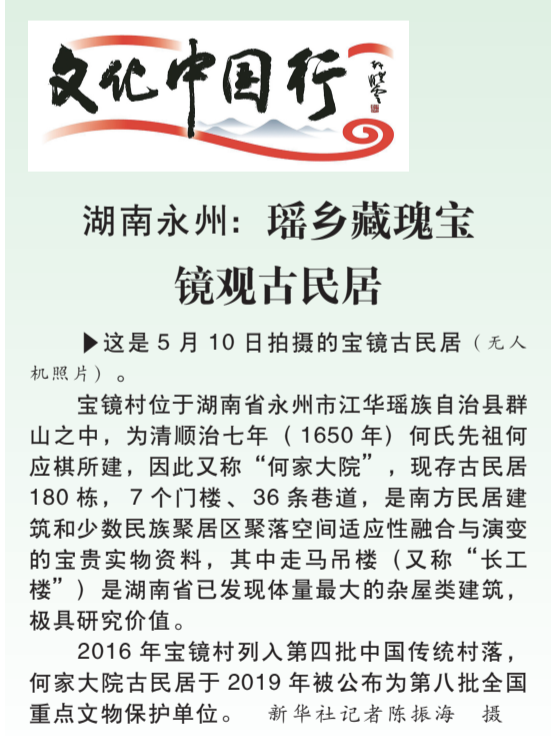 文化中国行
湖南永州：瑶乡藏瑰宝
镜观古民居
▶这是5月10日拍摄的宝镜古民居（无人
机照片）。
宝镜村位于湖南省永州市江华瑶族自治县群
山之中，为清顺治七年（1650年）何氏先祖何
应棋所建，因此又称“何家大院”，现存古民居
180栋，7个门楼、36条巷道，是南方民居建
筑和少数民族聚居区聚落空间适应性融合与演变
的宝贵实物资料，其中走马吊楼（又称“长工
楼”）是湖南省已发现体量最大的杂屋类建筑，
极具研究价值。
2016年宝镜村列入第四批中国传统村落，
何家大院古民居于2019年被公布为第八批全国
重点文物保护单位。 新华社记者陈振海 摄